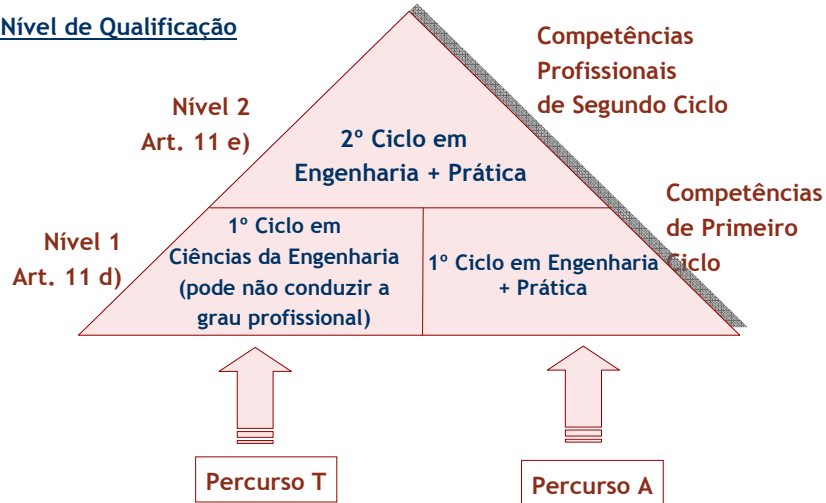 Nível de Qualificação
Competências
Profissionais
de Segundo Ciclo
Nível 2
Art. 11 e)
2º Ciclo em
Engenharia + Prática
Competências
de Primeiro
Ciclo
Nível 1
Art. 11 d)
1º Ciclo em
Ciências da Engenharia
(pode não conduzir a
grau profissional)
1º Ciclo em Engenharia
+ Prática
Percurso T
Percurso A